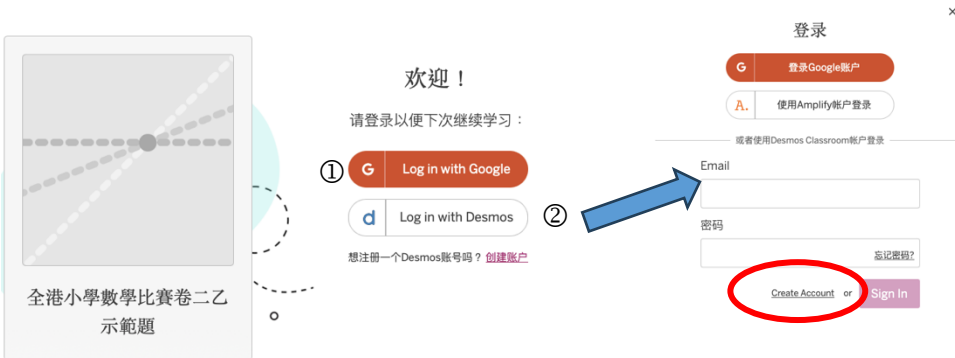 全港小學數學比賽卷二乙
示範題
欢迎！
请登录以便下次继续学习：
① G Log in with Google
d Log in with Desmos ②
想注册一个Desmos账号吗？创建账户
×
登录
G 登录Google账户
A. 使用Amplify帐户登录
或者使用Desmos Classroom帐户登录
Email
密码
忘记密码?
Create Account or Sign In